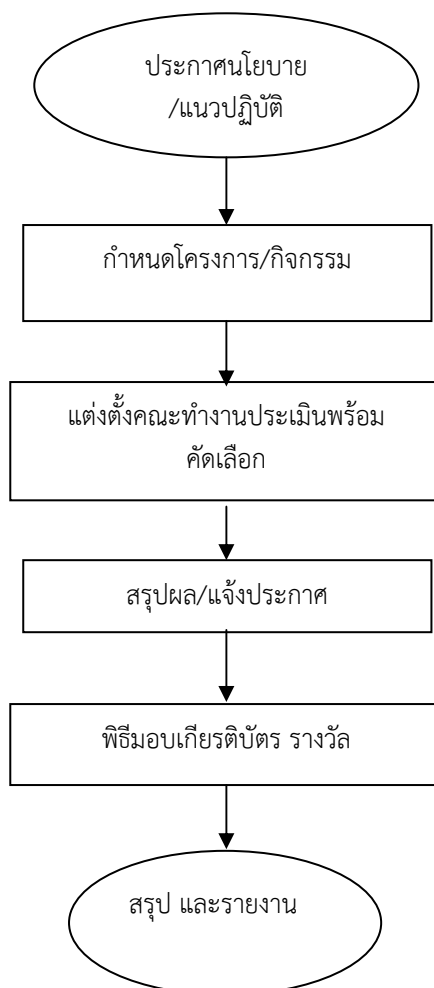 ประกาศนโยบาย
/แนวปฏิบัติ
กำหนดโครงการ/กิจกรรม
แต่งตั้งคณะทำงานประเมินพร้อม
คัดเลือก
สรุปผล/แจ้งประกาศ
พิธีมอบเกียรติบัตร รางวัล
สรุป และรายงาน